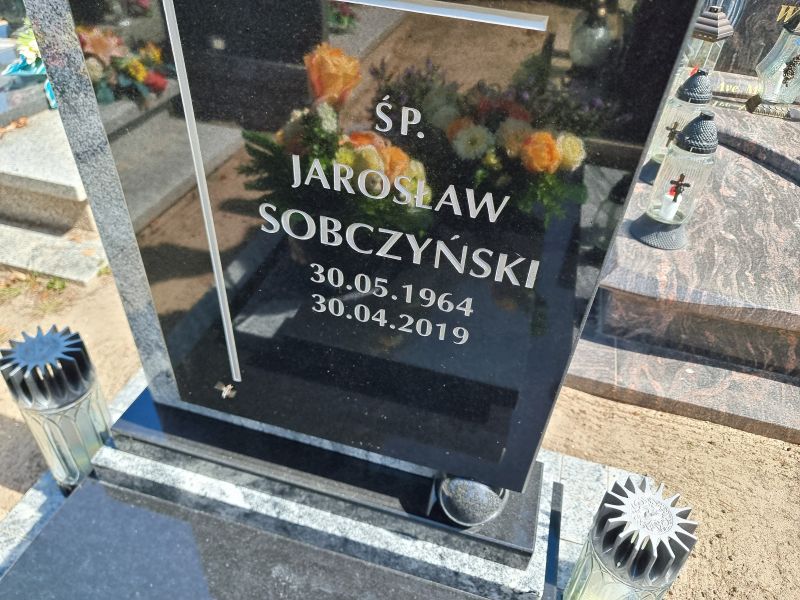 ŚP.
JAROSŁAW
SOBCZYŃSKI
30.05.1964
30.04.2019